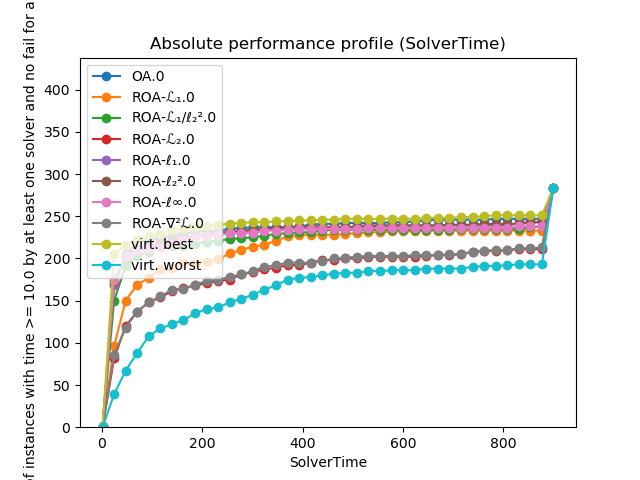 Absolute performance profile (SolverTime)
of instances with time >= 10.0 by at least one solver and no fail for a
400
350
300
250
200
150
100
50
0
OA.0
ROA-ℒ₁.0
ROA-ℒ₁/ℓ₂².0
ROA-ℒ₂.0
ROA-ℓ₁.0
ROA-ℓ₂².0
ROA-ℓ∞.0
ROA-∇²ℒ.0
virt. best
virt. worst
0 200 400 600 800
SolverTime